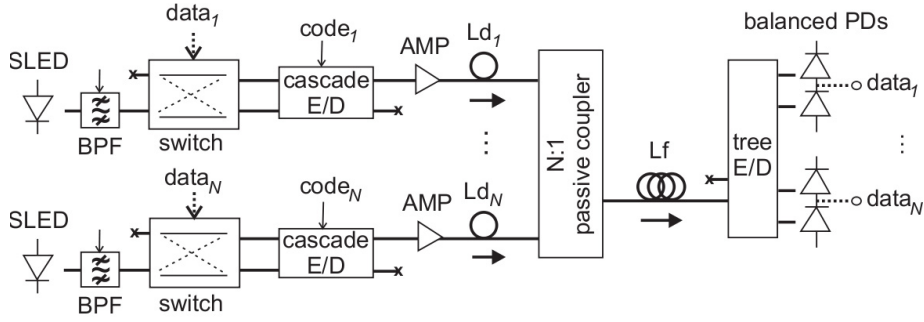 data1
code1
AMP
Ld1
balanced PDs
SLED
cascade
E/D
data1
BPF
switch
N:1
passive coupler
Lf
tree
E/D
dataN
codeN
AMP
LdN
SLED
cascade
E/D
dataN
BPF
switch